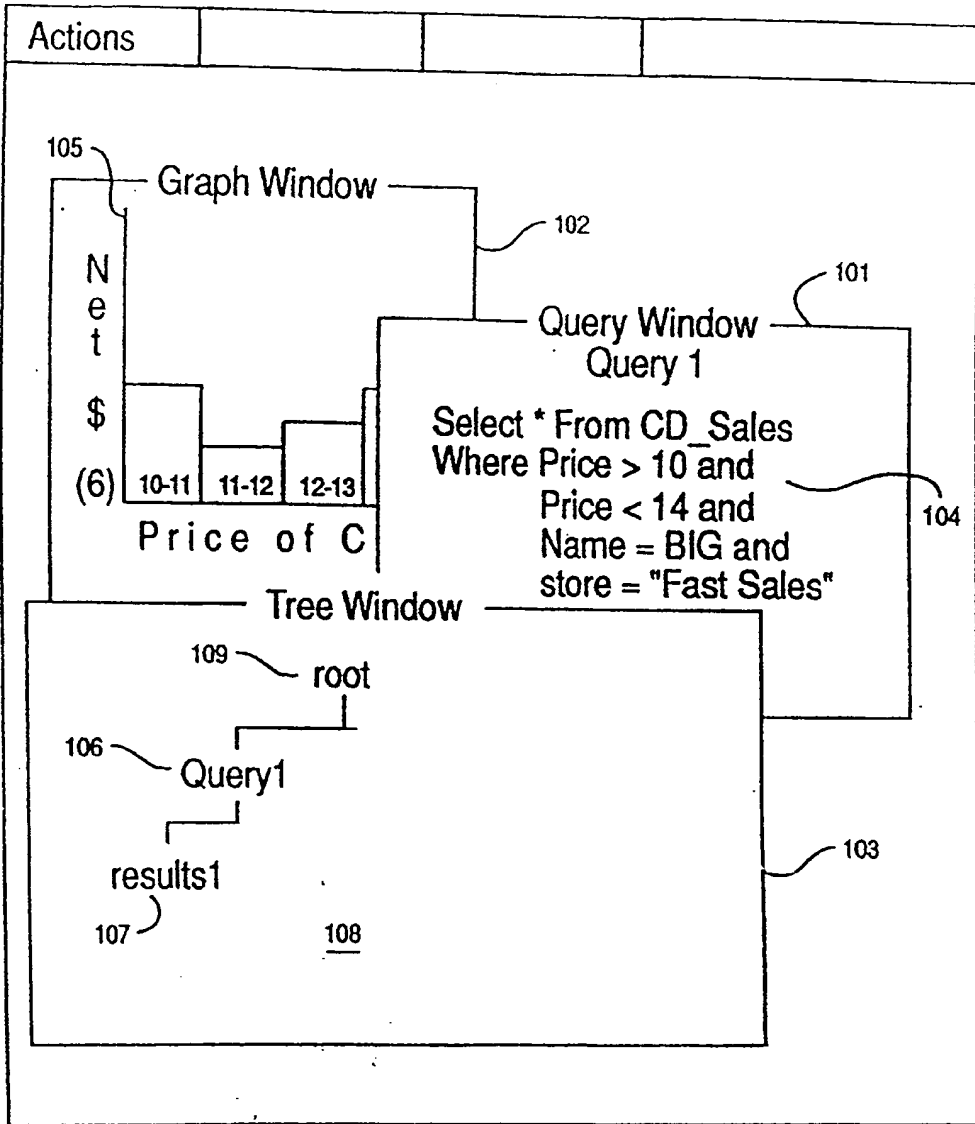 Actions
105
Graph Window
102
101
Net $
(6)
10-11 11-12 12-13
Price of C
Query Window
Query 1
Select * From CD_Sales
Where Price > 10 and
Price < 14 and
Name = BIG and
store = "Fast Sales"
104
Tree Window
109
root
106
Query1
103
results1
107
108